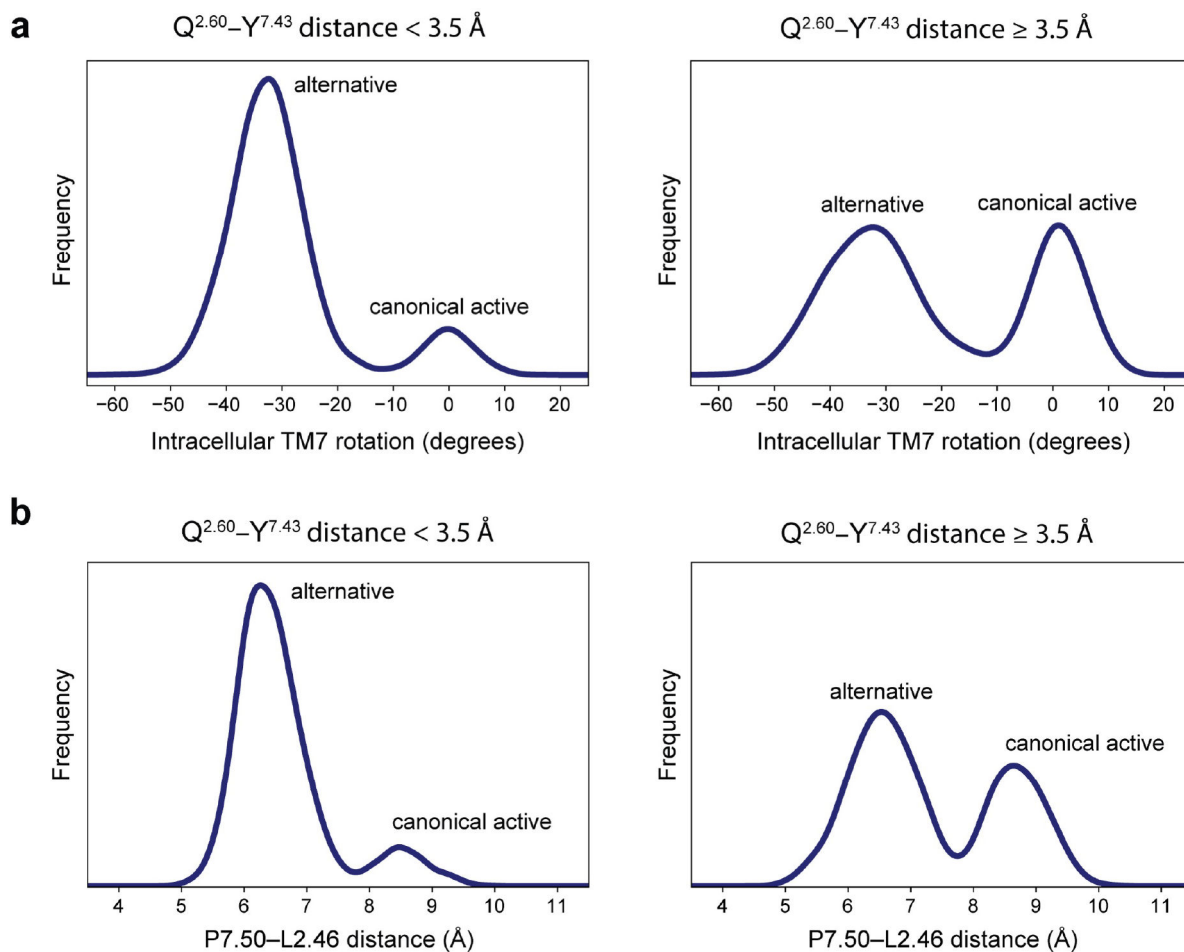 a
Q2.60–Y7.43 distance < 3.5 Å
Q2.60–Y7.43 distance ≥ 3.5 Å
alternative
canonical active
Frequency
−60 −50 −40 −30 −20 −10 0 10 20
Intracellular TM7 rotation (degrees)
alternative
canonical active
Frequency
−60 −50 −40 −30 −20 −10 0 10 20
Intracellular TM7 rotation (degrees)
b
Q2.60–Y7.43 distance < 3.5 Å
Q2.60–Y7.43 distance ≥ 3.5 Å
alternative
canonical active
Frequency
4 5 6 7 8 9 10 11
P7.50–L2.46 distance (Å)
alternative
canonical active
Frequency
4 5 6 7 8 9 10 11
P7.50–L2.46 distance (Å)